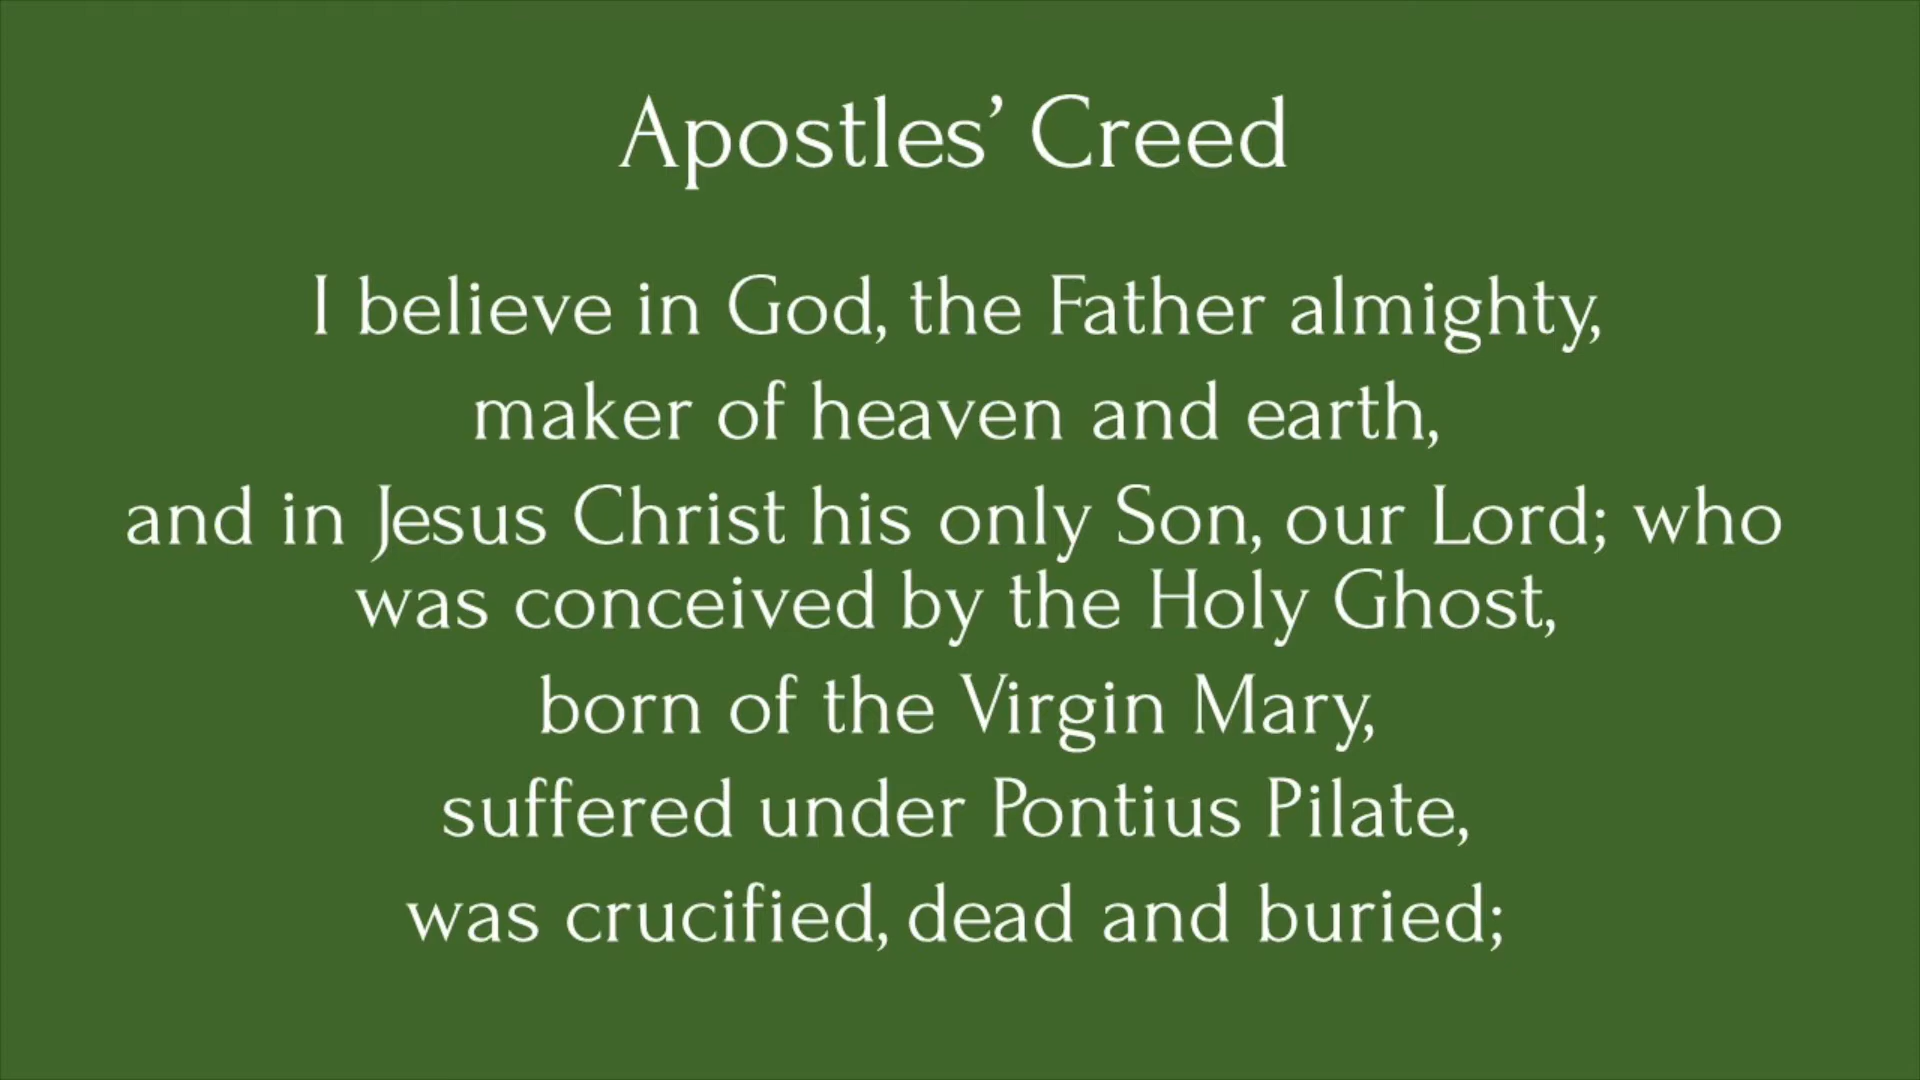 Apostles’ Creed
I believe in God, the Father almighty,
maker of heaven and earth,
and in Jesus Christ his only Son, our Lord; who
was conceived by the Holy Ghost,
born of the Virgin Mary,
suffered under Pontius Pilate,
was crucified, dead and buried;